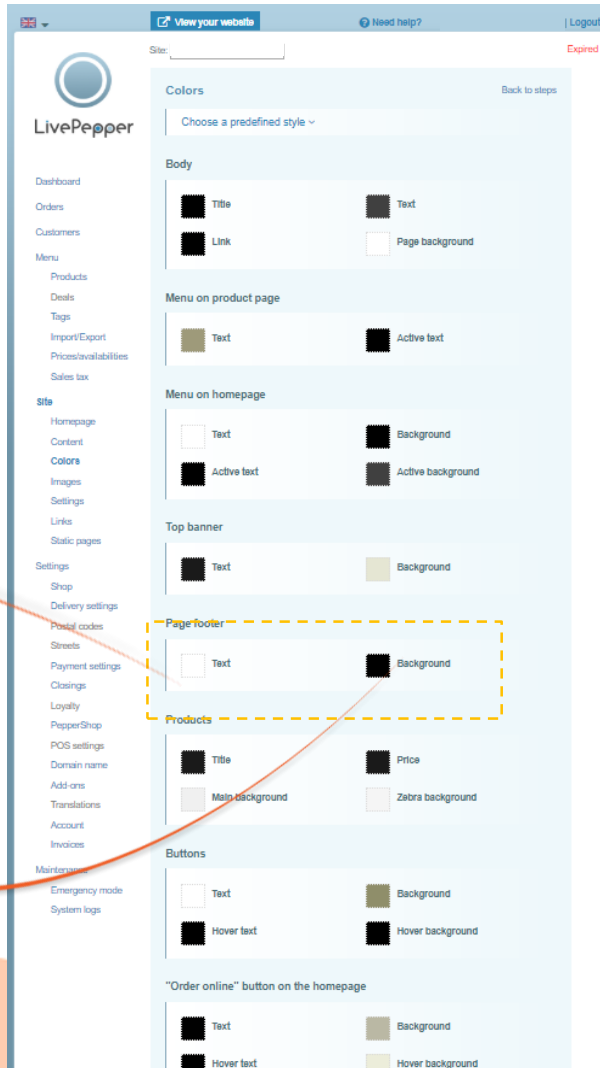 View your website
Need help?
| Logout
Site:
Expired
LivePepper
Colors
Back to steps
Choose a predefined style
Dashboard
Orders
Customers
Menu
Products
Deals
Tags
Import/Export
Prices/availabilities
Sales tax
Site
Homepage
Content
Colors
Images
Settings
Links
Static pages
Settings
Shop
Delivery settings
Postal codes
Streets
Payment settings
Closings
Loyalty
PepperShop
POS settings
Domain name
Add-ons
Translations
Account
Invoices
Maintenance
Emergency mode
System logs
Body
Title
Text
Link
Page background
Menu on product page
Text
Active text
Menu on homepage
Text
Background
Active text
Active background
Top banner
Text
Background
Page footer
Text
Background
Products
Title
Price
Main background
Zebra background
Buttons
Text
Background
Hover text
Hover background
"Order online" button on the homepage
Text
Background
Hover text
Hover background